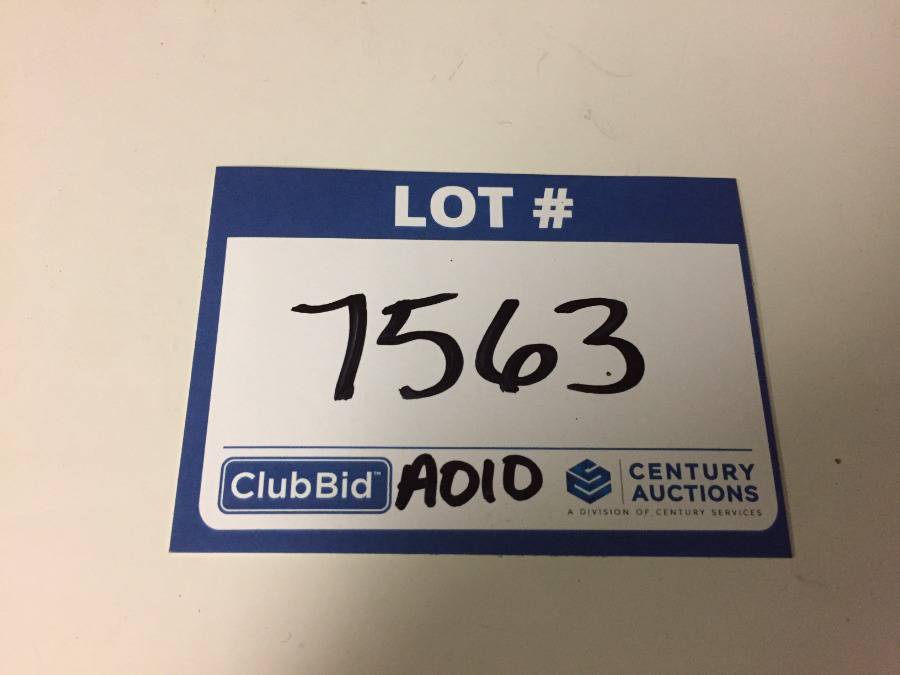 LOT #
7563
ClubBid™ A010 CENTURY AUCTIONS
A DIVISION OF CENTURY SERVICES